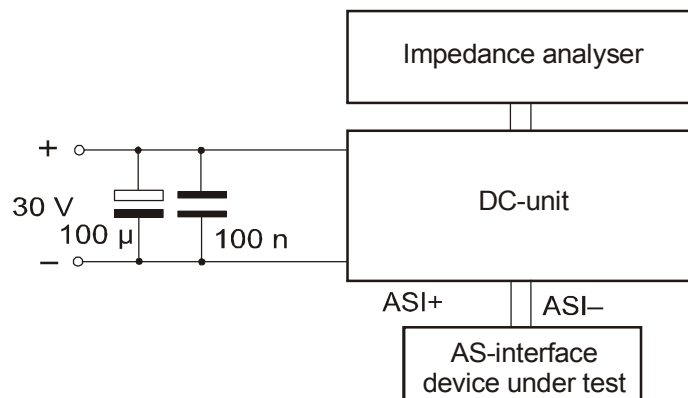 Impedance analyser
+
30 V
100 µ
100 n
–
DC-unit
ASI+
ASI–
AS-interface
device under test